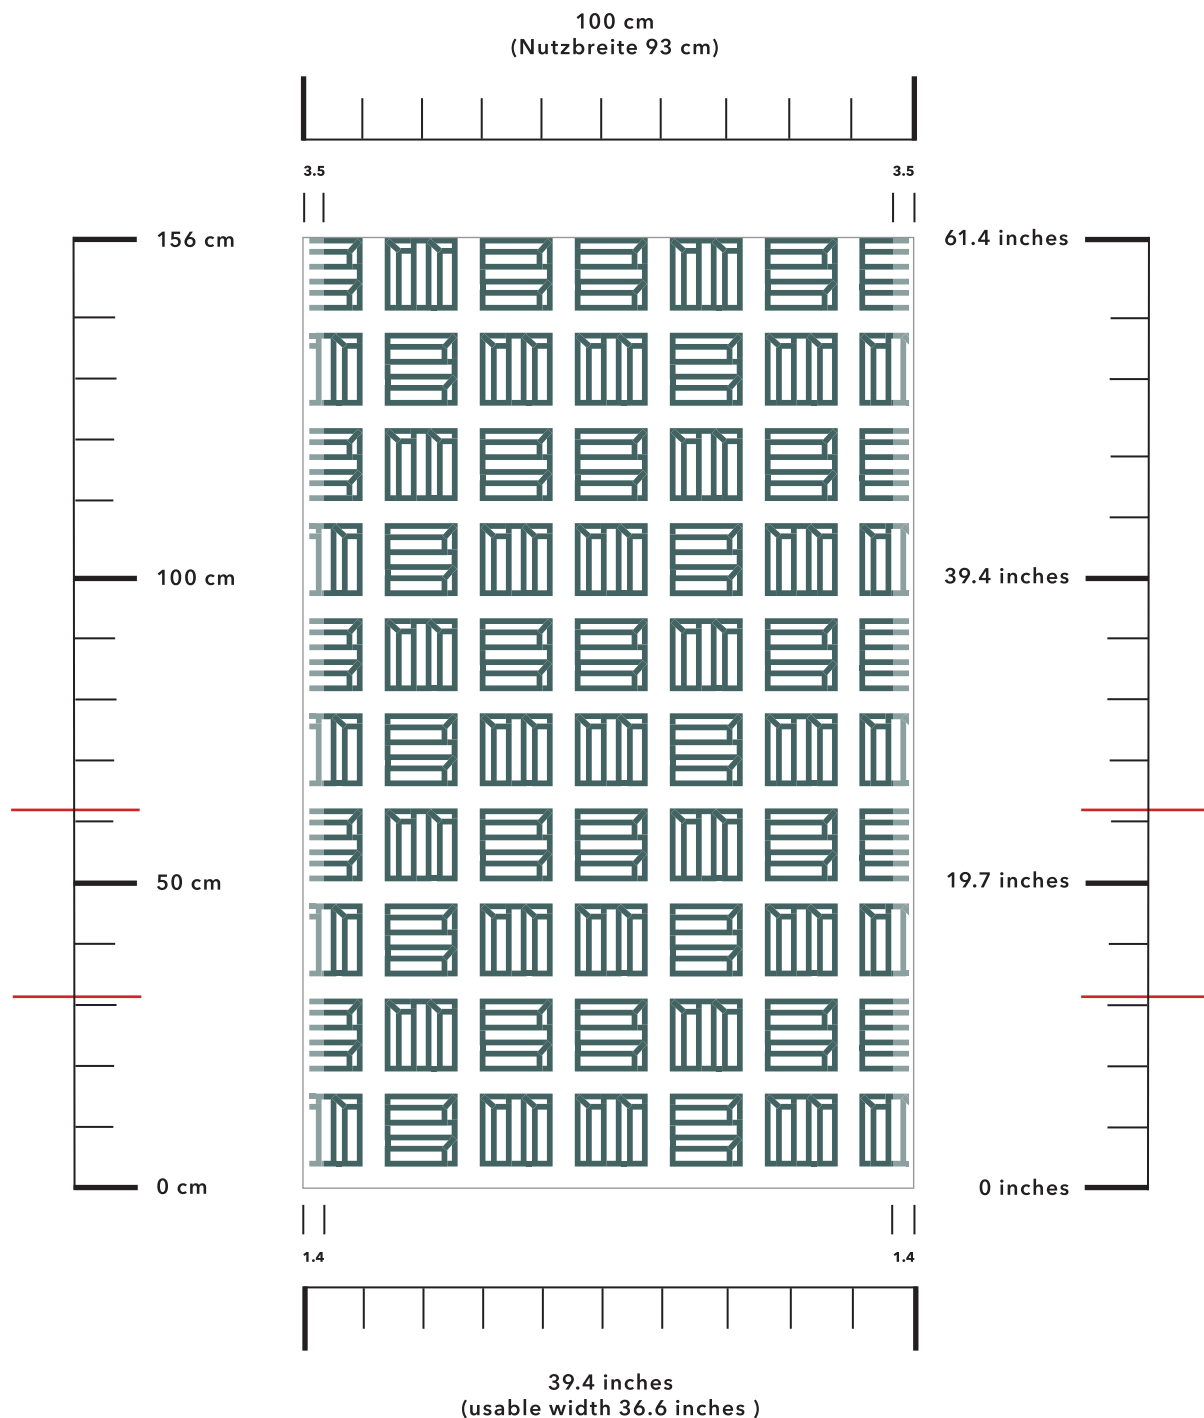 100 cm
(Nutzbreite 93 cm)
3.5
3.5
156 cm
61.4 inches
100 cm
39.4 inches
50 cm
19.7 inches
0 cm
0 inches
1.4
1.4
39.4 inches
(usable width 36.6 inches )